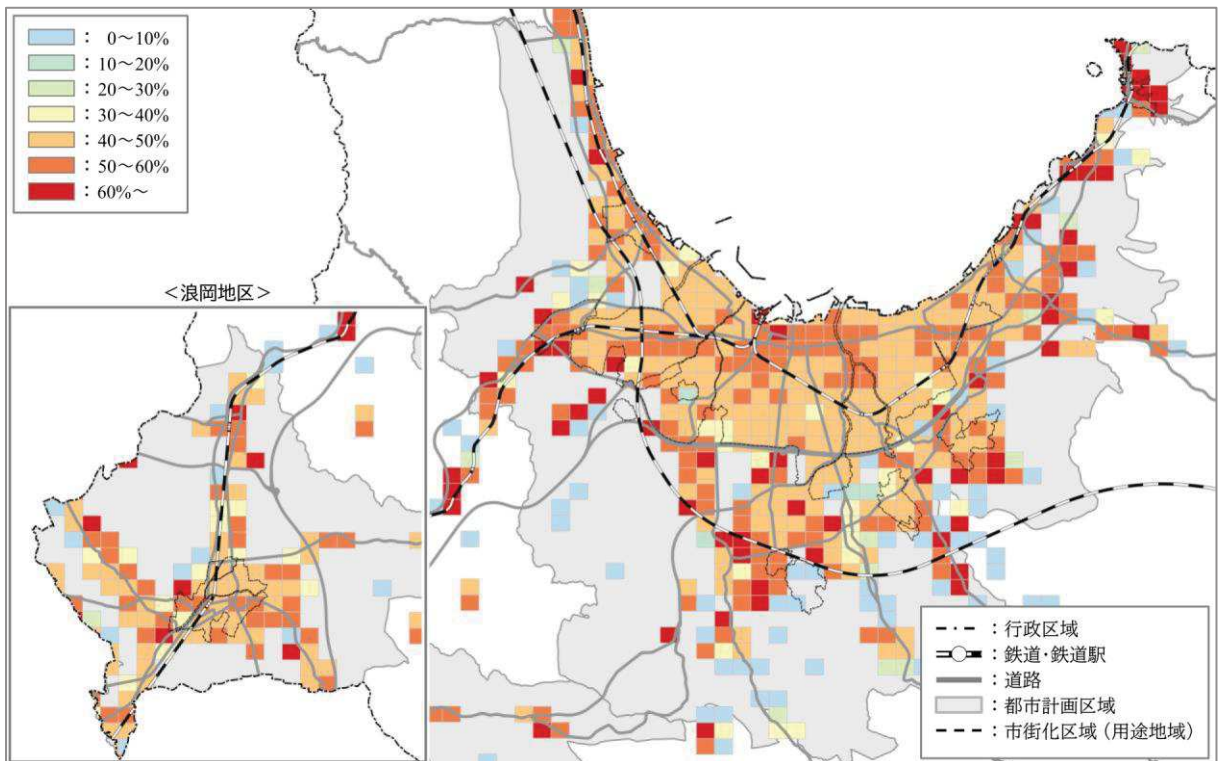 ： 0～10%
： 10～20%
： 20～30%
： 30～40%
： 40～50%
： 50～60%
： 60%～
＜浪岡地区＞
：行政区域
：鉄道・鉄道駅
：道路
：都市計画区域
：市街化区域（用途地域）